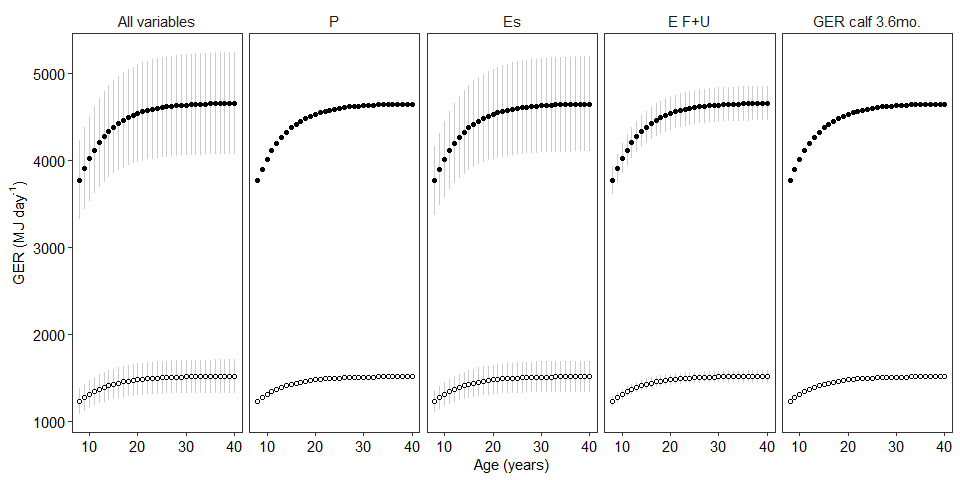 All variables P Es E F+U GER calf 3.6mo.
GER (MJ day-1)
5000
4000
3000
2000
1000
10 20 30 40 10 20 30 40 10 20 30 40 10 20 30 40 10 20 30 40
Age (years)